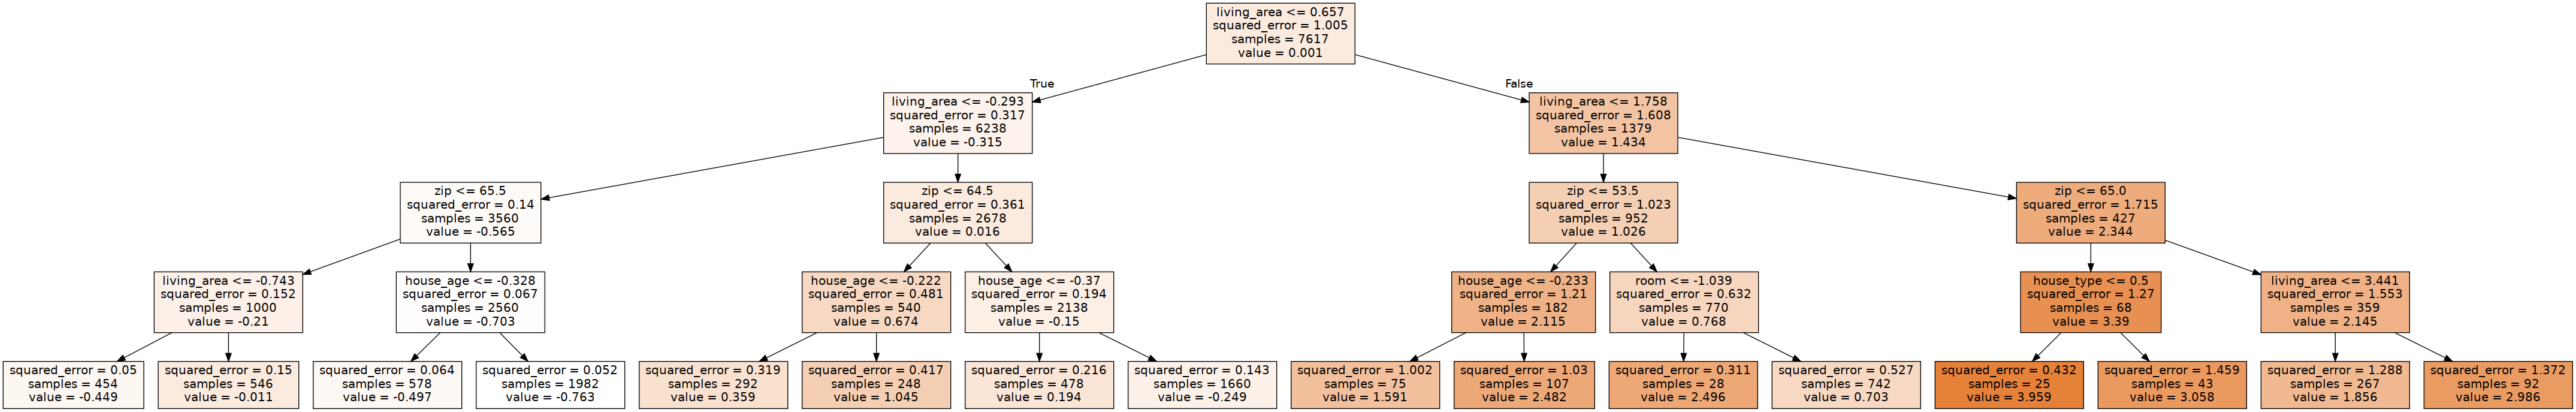 living_area <= 0.657
squared_error = 1.005
samples = 7617
value = 0.001
True
False
living_area <= -0.293
squared_error = 0.317
samples = 6238
value = -0.315
living_area <= 1.758
squared_error = 1.608
samples = 1379
value = 1.434
zip <= 65.5
squared_error = 0.14
samples = 3560
value = -0.565
zip <= 64.5
squared_error = 0.361
samples = 2678
value = 0.016
zip <= 53.5
squared_error = 1.023
samples = 952
value = 1.026
zip <= 65.0
squared_error = 1.715
samples = 427
value = 2.344
living_area <= -0.743
squared_error = 0.152
samples = 1000
value = -0.21
house_age <= -0.328
squared_error = 0.067
samples = 2560
value = -0.703
house_age <= -0.222
squared_error = 0.481
samples = 540
value = 0.674
house_age <= -0.37
squared_error = 0.194
samples = 2138
value = -0.15
house_age <= -0.233
squared_error = 1.21
samples = 182
value = 2.115
room <= -1.039
squared_error = 0.632
samples = 770
value = 0.768
house_type <= 0.5
squared_error = 1.27
samples = 68
value = 3.39
living_area <= 3.441
squared_error = 1.553
samples = 359
value = 2.145
squared_error = 0.05
samples = 454
value = -0.449
squared_error = 0.15
samples = 546
value = -0.011
squared_error = 0.064
samples = 578
value = -0.497
squared_error = 0.052
samples = 1982
value = -0.763
squared_error = 0.319
samples = 292
value = 0.359
squared_error = 0.417
samples = 248
value = 1.045
squared_error = 0.216
samples = 478
value = 0.194
squared_error = 0.143
samples = 1660
value = -0.249
squared_error = 1.002
samples = 75
value = 1.591
squared_error = 1.03
samples = 107
value = 2.482
squared_error = 0.311
samples = 28
value = 2.496
squared_error = 0.527
samples = 742
value = 0.703
squared_error = 0.432
samples = 25
value = 3.959
squared_error = 1.459
samples = 43
value = 3.058
squared_error = 1.288
samples = 267
value = 1.856
squared_error = 1.372
samples = 92
value = 2.986